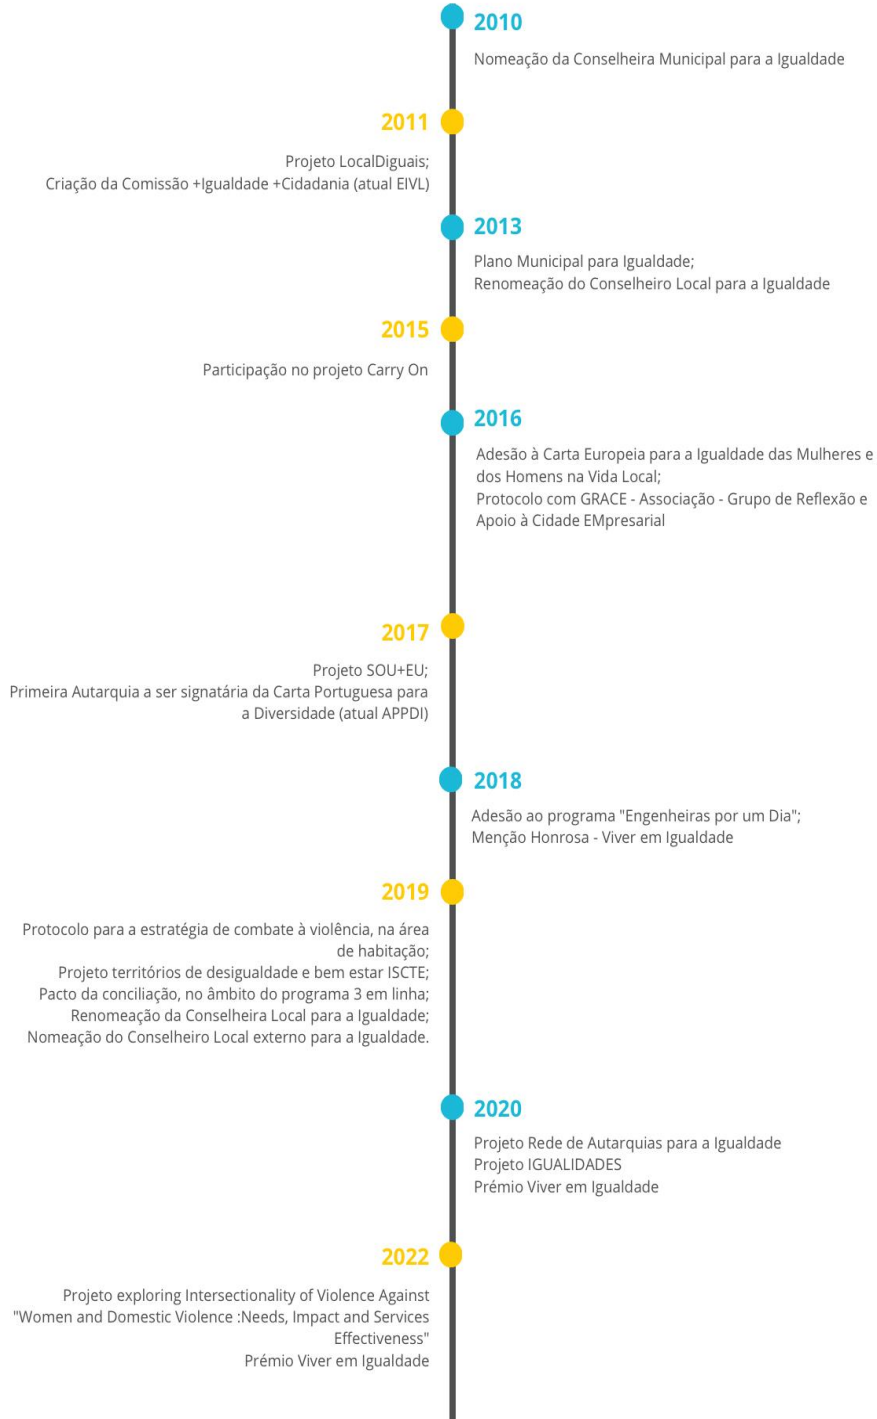 2010
Nomeação da Conselheira Municipal para a Igualdade
2011
Projeto LocalDiguais;
Criação da Comissão +Igualdade +Cidadania (atual EIVL)
2013
Plano Municipal para Igualdade;
Renomeação do Conselheiro Local para a Igualdade
2015
Participação no projeto Carry On
2016
Adesão à Carta Europeia para a Igualdade das Mulheres e
dos Homens na Vida Local;
Protocolo com GRACE - Associação - Grupo de Reflexão e
Apoio à Cidade EMpresarial
2017
Projeto SOU+EU;
Primeira Autarquia a ser signatária da Carta Portuguesa para
a Diversidade (atual APPDI)
2018
Adesão ao programa "Engenheiras por um Dia";
Menção Honrosa - Viver em Igualdade
2019
Protocolo para a estratégia de combate à violência, na área
de habitação;
Projeto territórios de desigualdade e bem estar ISCTE;
Pacto da conciliação, no âmbito do programa 3 em linha;
Renomeação da Conselheira Local para a Igualdade;
Nomeação do Conselheiro Local externo para a Igualdade.
2020
Projeto Rede de Autarquias para a Igualdade
Projeto IGUALIDADES
Prémio Viver em Igualdade
2022
Projeto exploring Intersectionality of Violence Against
"Women and Domestic Violence :Needs, Impact and Services
Effectiveness"
Prémio Viver em Igualdade